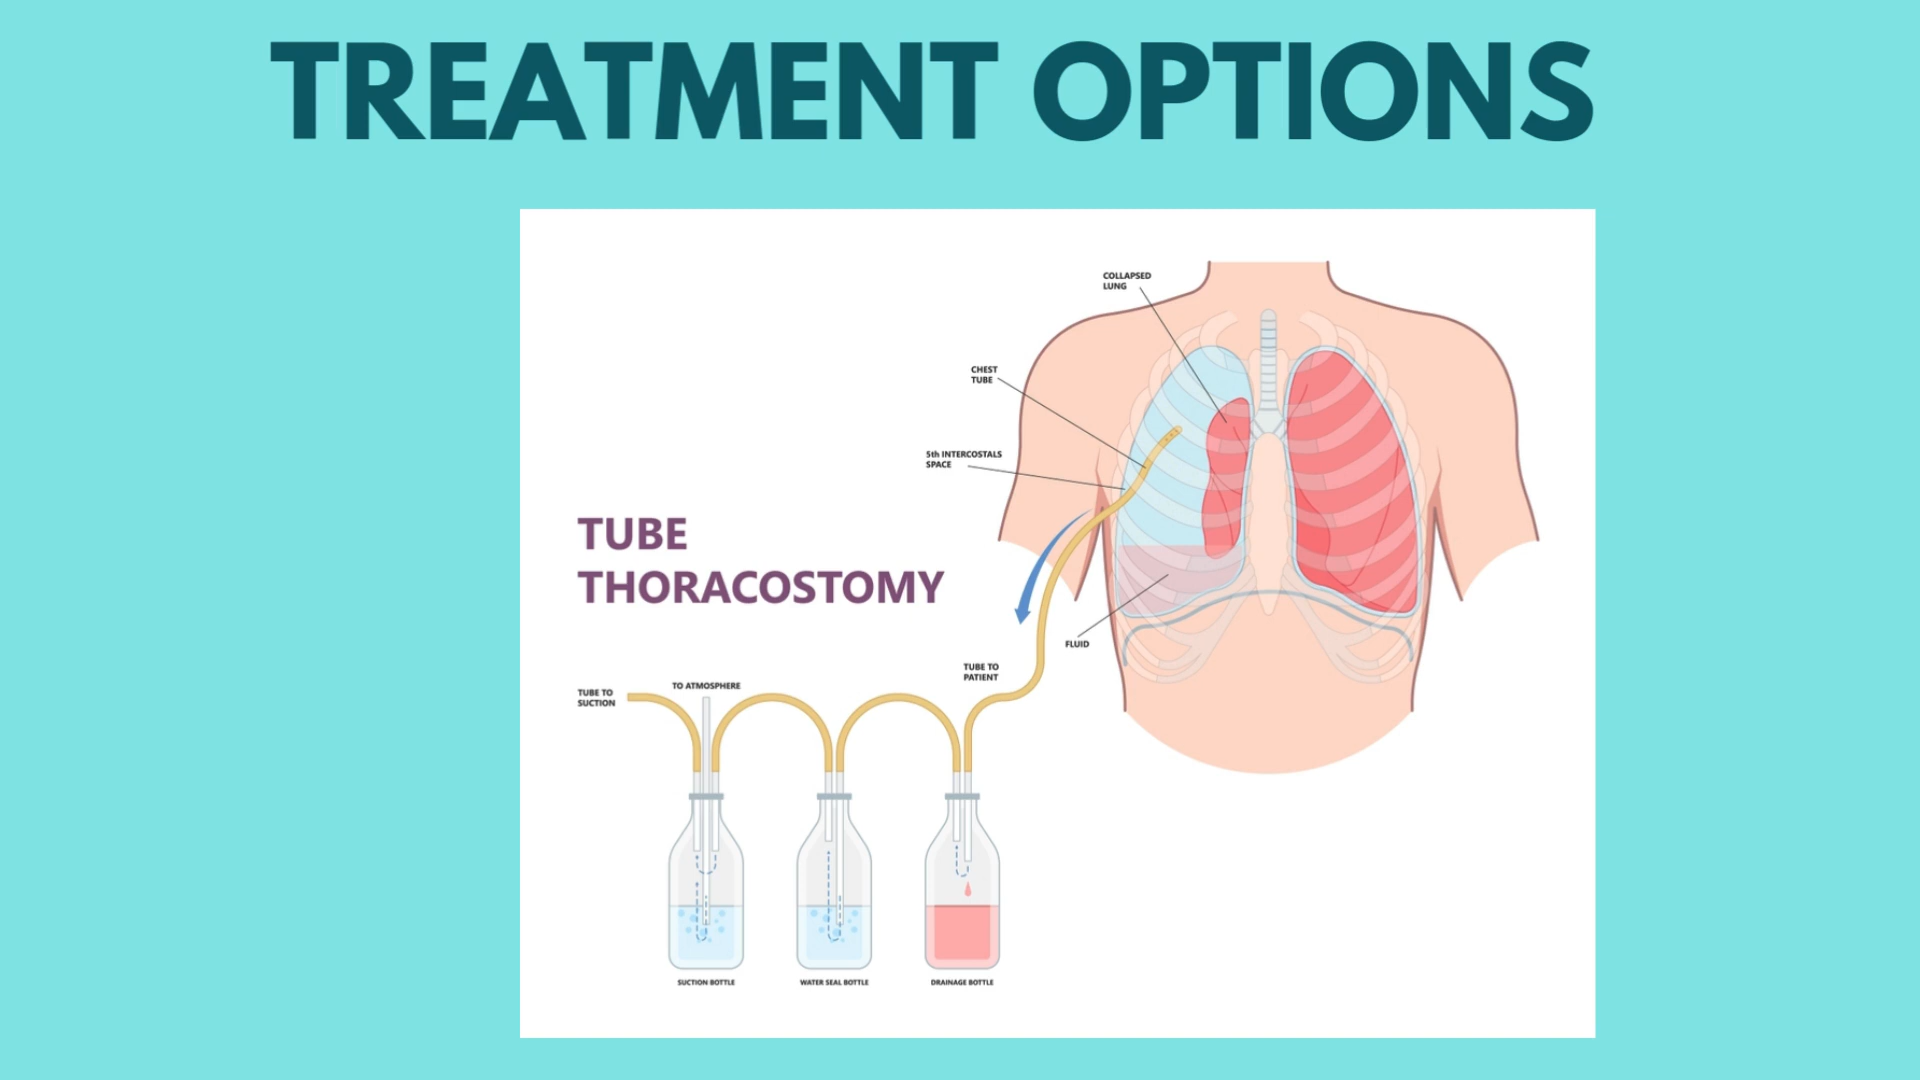 TREATMENT OPTIONS
COLLAPSED
LUNG
CHEST
TUBE
5th INTERCOSTALS
SPACE
TUBE
THORACOSTOMY
FLUID
TUBE TO
PATIENT
TO ATMOSPHERE
TUBE TO
SUCTION
SUCTION BOTTLE
WATER SEAL BOTTLE
DRAINAGE BOTTLE